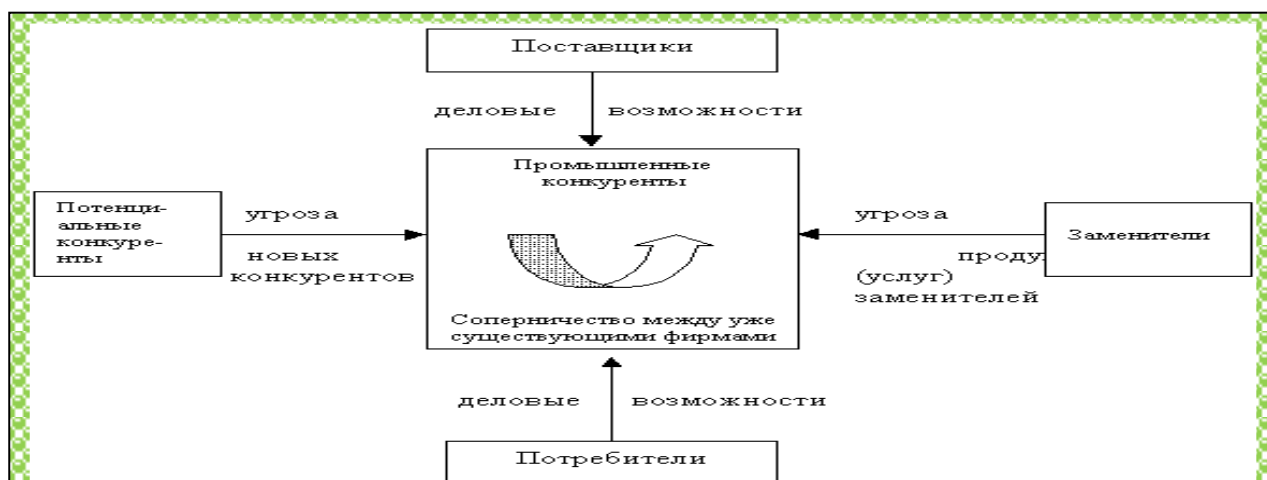 Поставщики
деловые возможности
Промышленные
конкуренты
Потенци-
альные
конкуре-
нты
угроза
новых
конкурентов
угроза
проду
(услуг)
заменителей
Заменители
Соперничество между уже
существующими фирмами
деловые возможности
Потребители